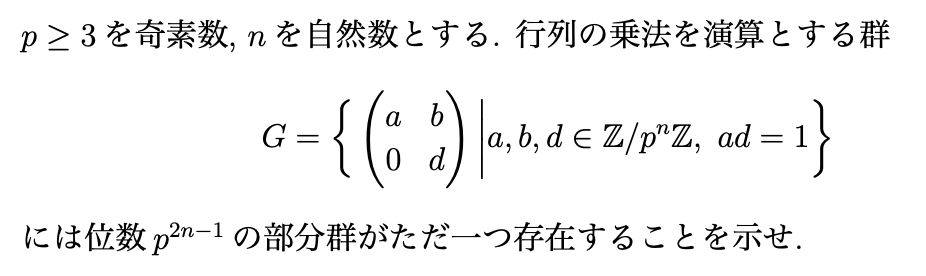 p ≥ 3 を奇素数, n を自然数とする. 行列の乗法を演算とする群
G = { ( a b ; 0 d ) | a, b, d ∈ ℤ/pⁿℤ, ad = 1 }
には位数 p²ⁿ⁻¹ の部分群がただ一つ存在することを示せ.